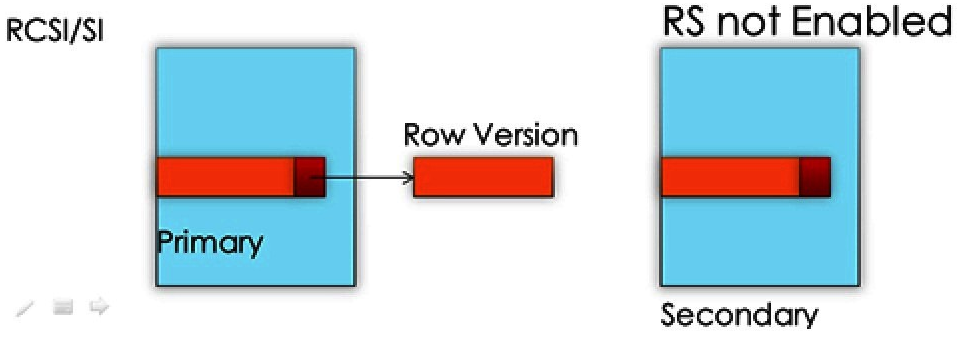 RCSI/SI
RS not Enabled
Row Version
Primary
Secondary